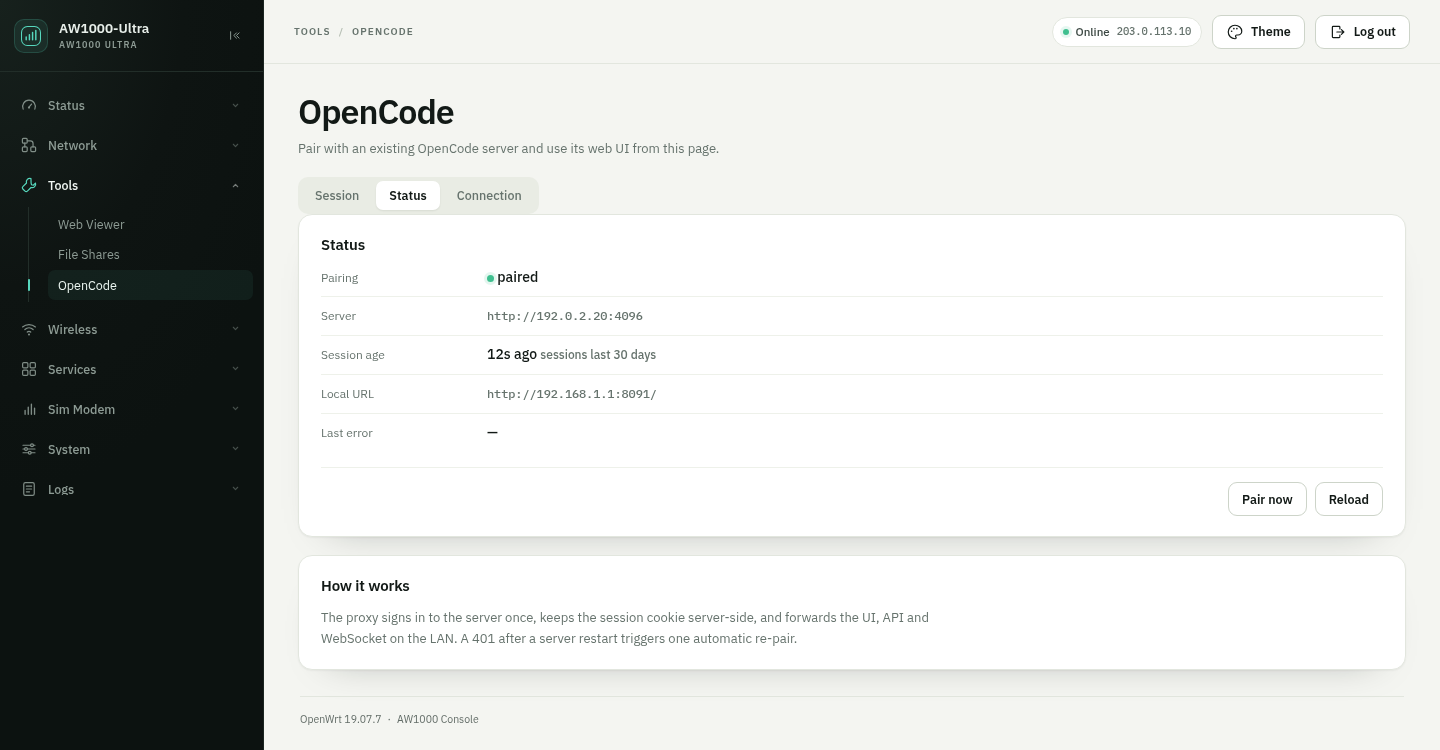 AW1000-Ultra
AW1000 ULTRA
Status
Network
Tools
Web Viewer
File Shares
OpenCode
Wireless
Services
Sim Modem
System
Logs
TOOLS / OPENCODE
Online 203.0.113.10
Theme
Log out
OpenCode
Pair with an existing OpenCode server and use its web UI from this page.
Session Status Connection
Status
Pairing paired
Server http://192.0.2.20:4096
Session age 12s ago sessions last 30 days
Local URL http://192.168.1.1:8091/
Last error —
Pair now Reload
How it works
The proxy signs in to the server once, keeps the session cookie server-side, and forwards the UI, API and
WebSocket on the LAN. A 401 after a server restart triggers one automatic re-pair.
OpenWrt 19.07.7 · AW1000 Console